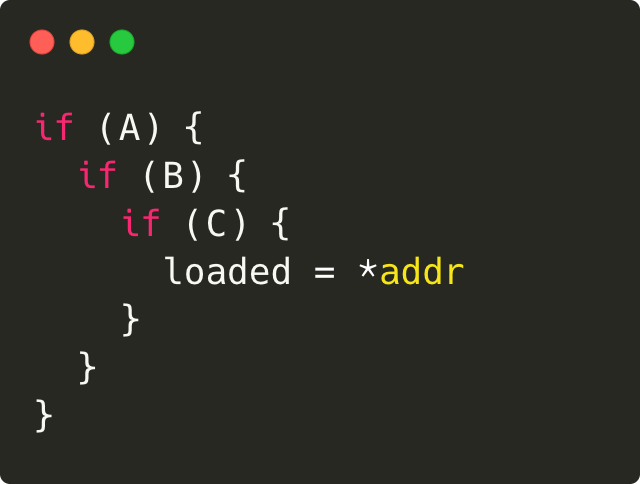 if (A) {
  if (B) {
    if (C) {
      loaded = *addr
    }
  }
}